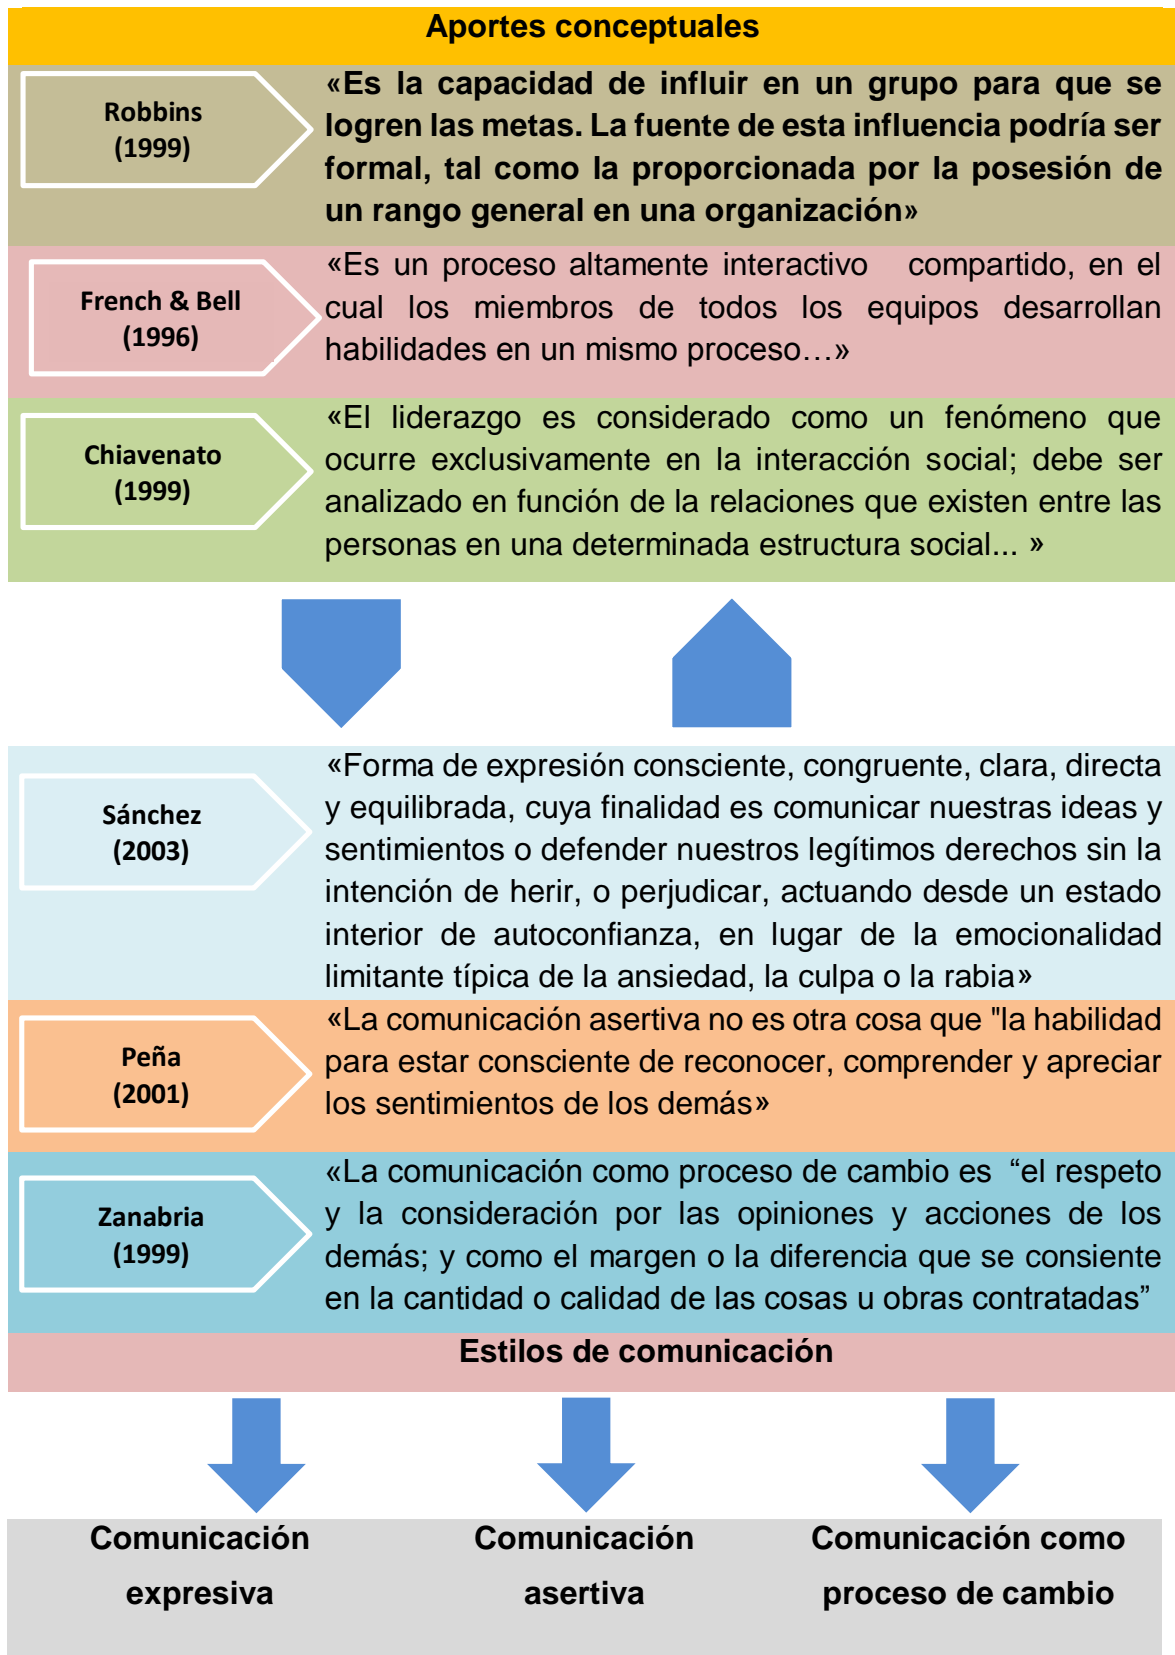 Aportes conceptuales
Robbins
(1999)
«Es la capacidad de influir en un grupo para que se
logren las metas. La fuente de esta influencia podría ser
formal, tal como la proporcionada por la posesión de
un rango general en una organización»
French & Bell
(1996)
«Es un proceso altamente interactivo compartido, en el
cual los miembros de todos los equipos desarrollan
habilidades en un mismo proceso…»
Chiavenato
(1999)
«El liderazgo es considerado como un fenómeno que
ocurre exclusivamente en la interacción social; debe ser
analizado en función de la relaciones que existen entre las
personas en una determinada estructura social... »
Sánchez
(2003)
«Forma de expresión consciente, congruente, clara, directa
y equilibrada, cuya finalidad es comunicar nuestras ideas y
sentimientos o defender nuestros legítimos derechos sin la
intención de herir, o perjudicar, actuando desde un estado
interior de autoconfianza, en lugar de la emocionalidad
limitante típica de la ansiedad, la culpa o la rabia»
Peña
(2001)
«La comunicación asertiva no es otra cosa que "la habilidad
para estar consciente de reconocer, comprender y apreciar
los sentimientos de los demás»
Zanabria
(1999)
«La comunicación como proceso de cambio es “el respeto
y la consideración por las opiniones y acciones de los
demás; y como el margen o la diferencia que se consiente
en la cantidad o calidad de las cosas u obras contratadas”
Estilos de comunicación
Comunicación
expresiva
Comunicación
asertiva
Comunicación como
proceso de cambio